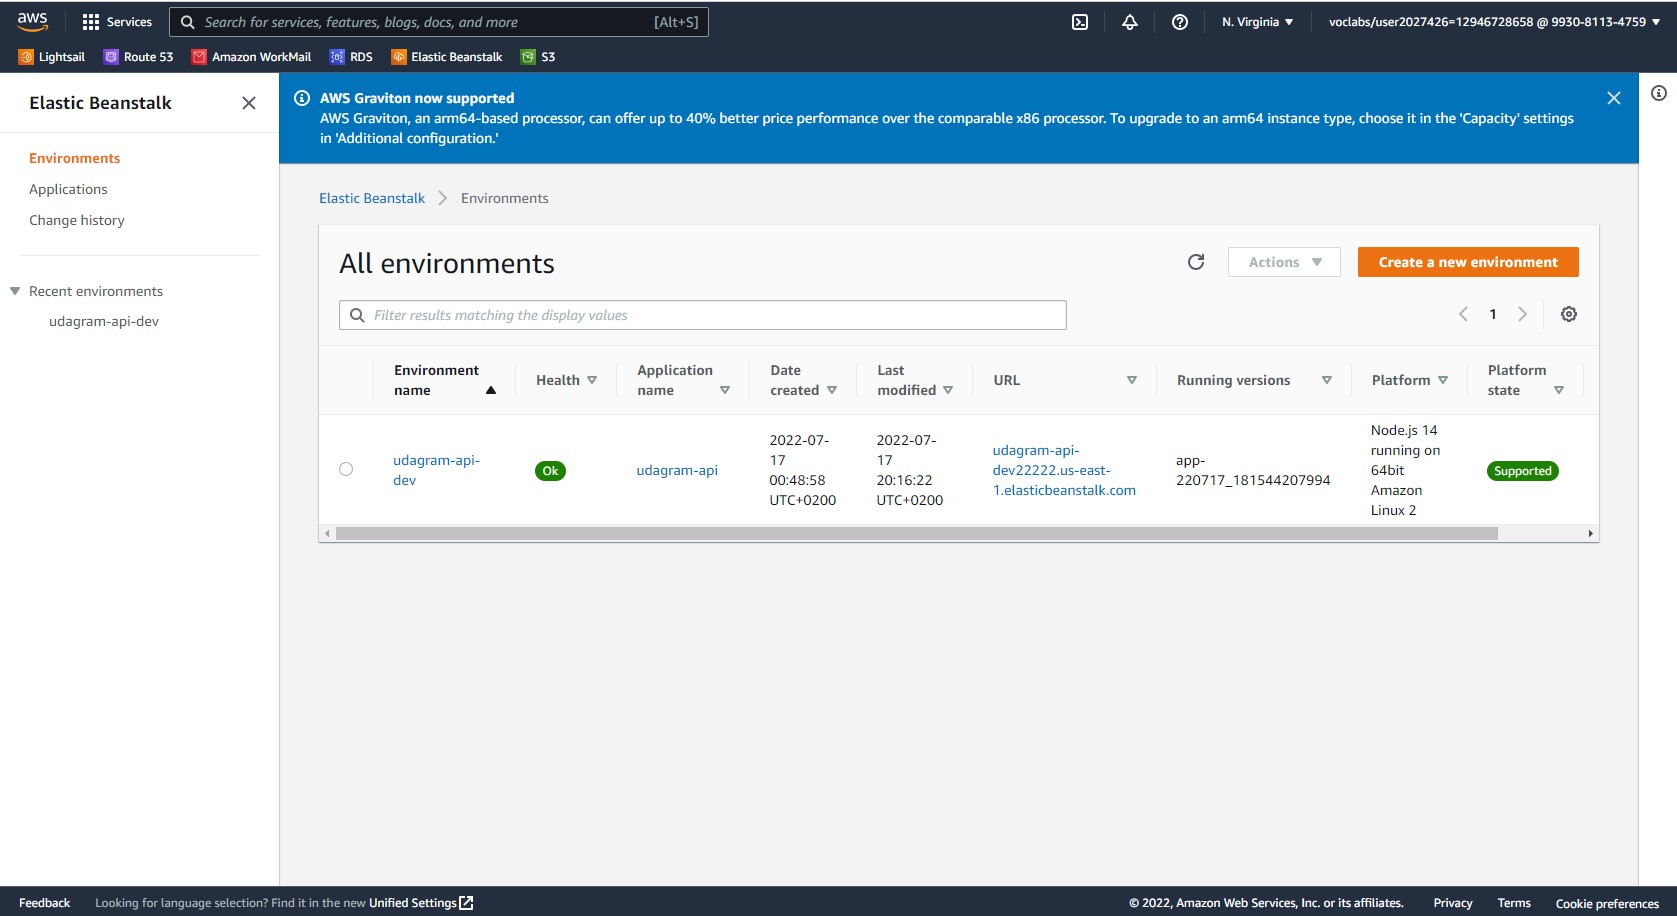 aws
Services
Search for services, features, blogs, docs, and more
[Alt+S]
N. Virginia
voclabs/user2027426=12946728658 @ 9930-8113-4759
Lightsail
Route 53
Amazon WorkMail
RDS
Elastic Beanstalk
S3
Elastic Beanstalk
Environments
Applications
Change history
Recent environments
udagram-api-dev
AWS Graviton now supported
AWS Graviton, an arm64-based processor, can offer up to 40% better price performance over the comparable x86 processor. To upgrade to an arm64 instance type, choose it in the 'Capacity' settings
in 'Additional configuration.'
Elastic Beanstalk
Environments
All environments
Actions
Create a new environment
Filter results matching the display values
1
Environment
name
Health
Application
name
Date
created
Last
modified
URL
Running versions
Platform
Platform
state
udagram-api-
dev
Ok
udagram-api
2022-07-
17
00:48:58
UTC+0200
2022-07-
17
20:16:22
UTC+0200
udagram-api-
dev22222.us-east-
1.elasticbeanstalk.com
app-
220717_181544207994
Node.js 14
running on
64bit
Amazon
Linux 2
Supported
Feedback
Looking for language selection? Find it in the new Unified Settings
© 2022, Amazon Web Services, Inc. or its affiliates.
Privacy
Terms
Cookie preferences